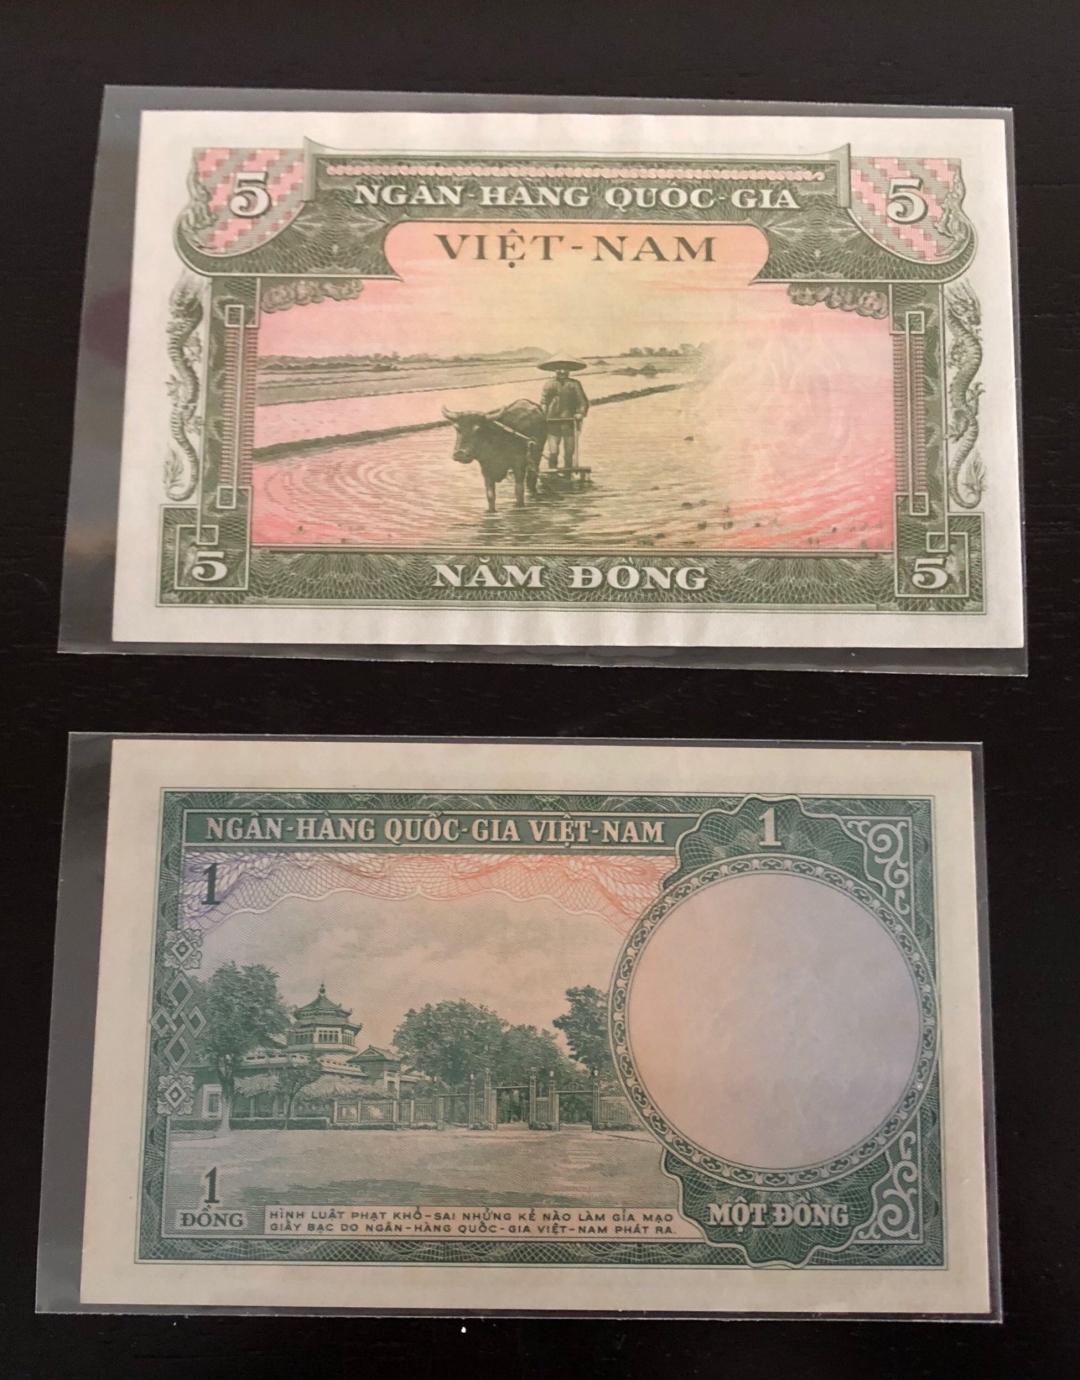 5 NGÂN-HÀNG QUỐC-GIA 5
VIỆT-NAM
5 NĂM ĐỒNG 5
NGÂN-HÀNG QUỐC-GIA VIỆT-NAM 1
1
1
ĐỒNG
HÌNH LUẬT PHẠT KHỔ-SAI NHỮNG KẺ NÀO LÀM GỈA MẠO
GIẤY BẠC DO NGÂN-HÀNG QUỐC-GIA VIỆT-NAM PHÁT RA.
MỘT ĐỒNG